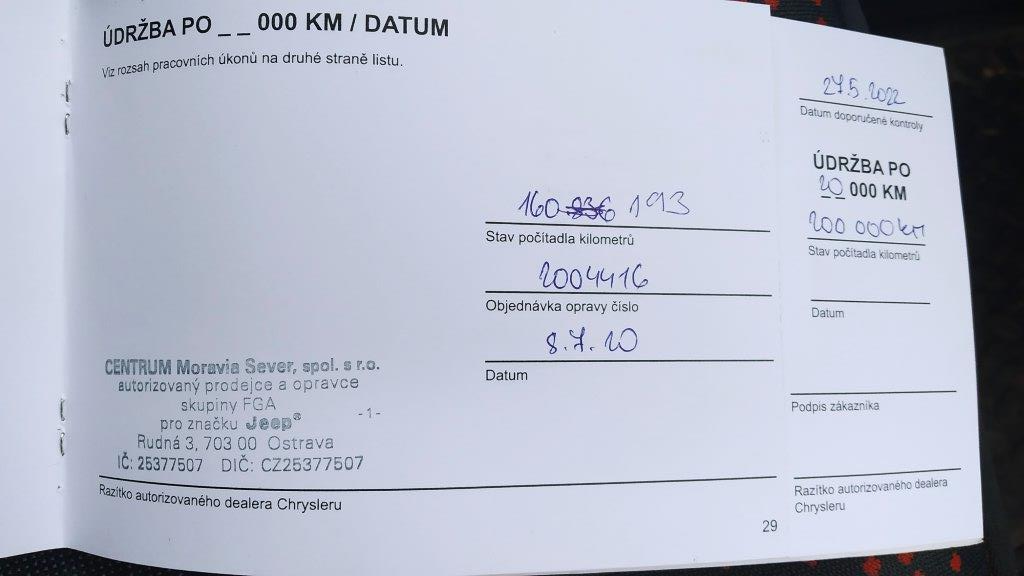 ÚDRŽBA PO _ _ 000 KM / DATUM
Viz rozsah pracovních úkonů na druhé straně listu.
160 836 193
Stav počítadla kilometrů
2004416
Objednávka opravy číslo
8.7.20
Datum
CENTRUM Moravia Sever, spol. s r.o.
autorizovaný prodejce a opravce
skupiny FGA
pro značku Jeep® -1-
Rudná 3, 703 00 Ostrava
IČ: 25377507 DIČ: CZ25377507
Razítko autorizovaného dealera Chrysleru
29
27.5.2022
Datum doporučené kontroly
ÚDRŽBA PO
20 000 KM
200 000 km
Stav počítadla kilometrů
Datum
Podpis zákazníka
Razítko autorizovaného dealera
Chrysleru